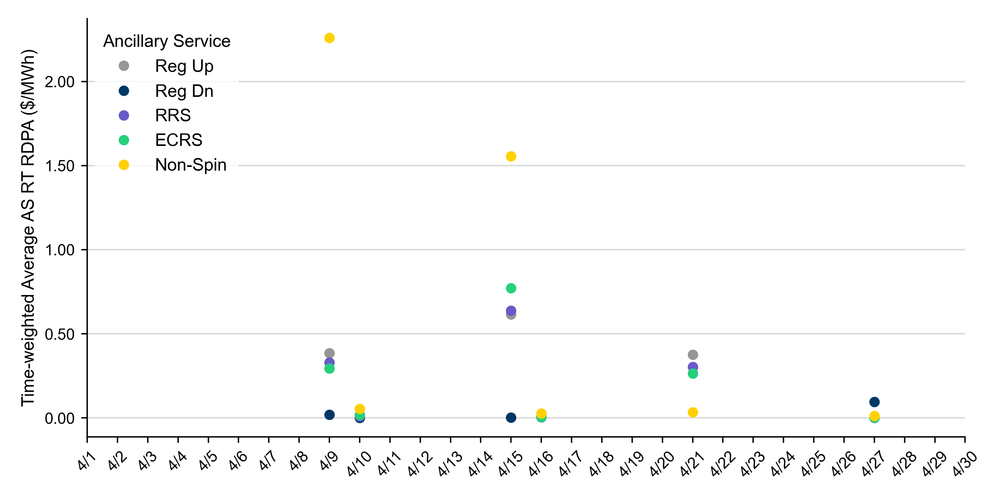 Time-weighted Average AS RT RDPA ($/MWh)
Ancillary Service
Reg Up
Reg Dn
RRS
ECRS
Non-Spin
2.00
1.50
1.00
0.50
0.00
4/1 4/2 4/3 4/4 4/5 4/6 4/7 4/8 4/9 4/10 4/11 4/12 4/13 4/14 4/15 4/16 4/17 4/18 4/19 4/20 4/21 4/22 4/23 4/24 4/25 4/26 4/27 4/28 4/29 4/30